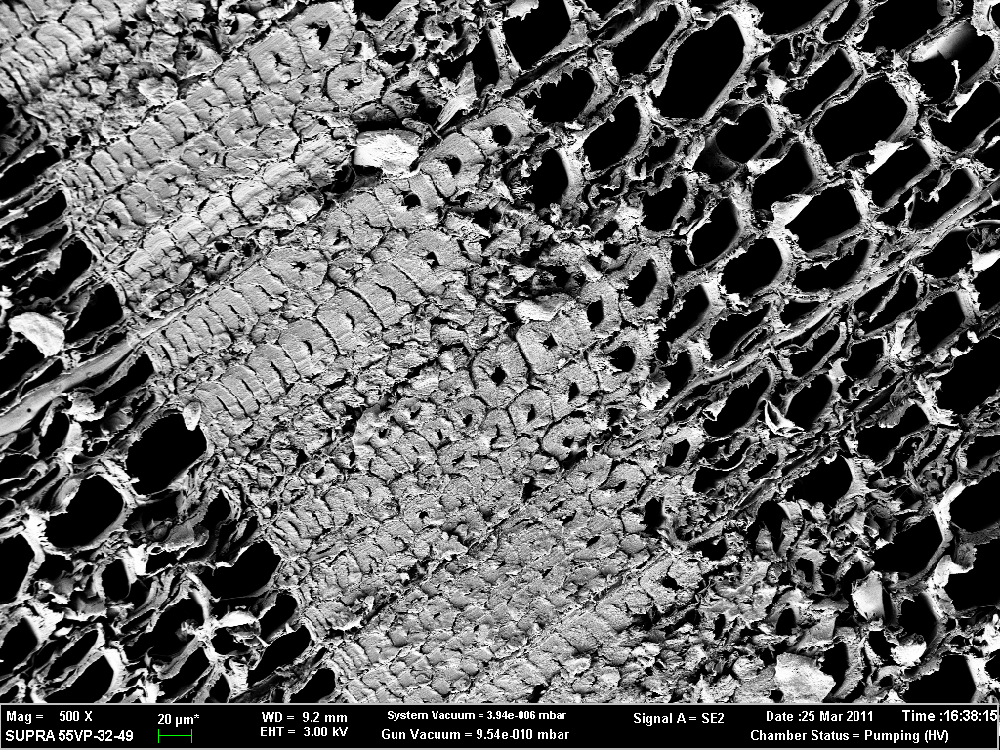 Mag = 500 X 20 µm* WD = 9.2 mm System Vacuum = 3.94e-006 mbar Signal A = SE2 Date :25 Mar 2011 Time :16:38:15
SUPRA 55VP-32-49 EHT = 3.00 kV Gun Vacuum = 9.54e-010 mbar Chamber Status = Pumping (HV)